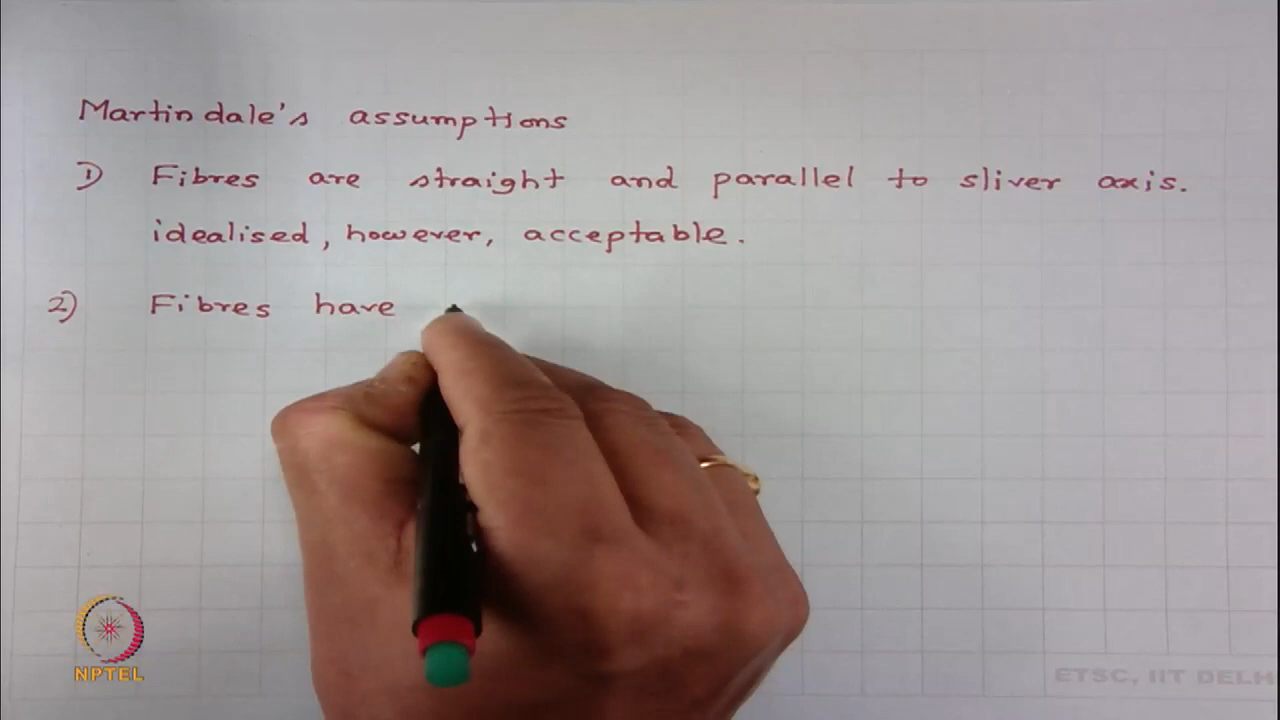 Martindale's assumptions
1) Fibres are straight and parallel to sliver axis.
idealised, however, acceptable.
2) Fibres have
NPTEL
ETSC, IIT DELH